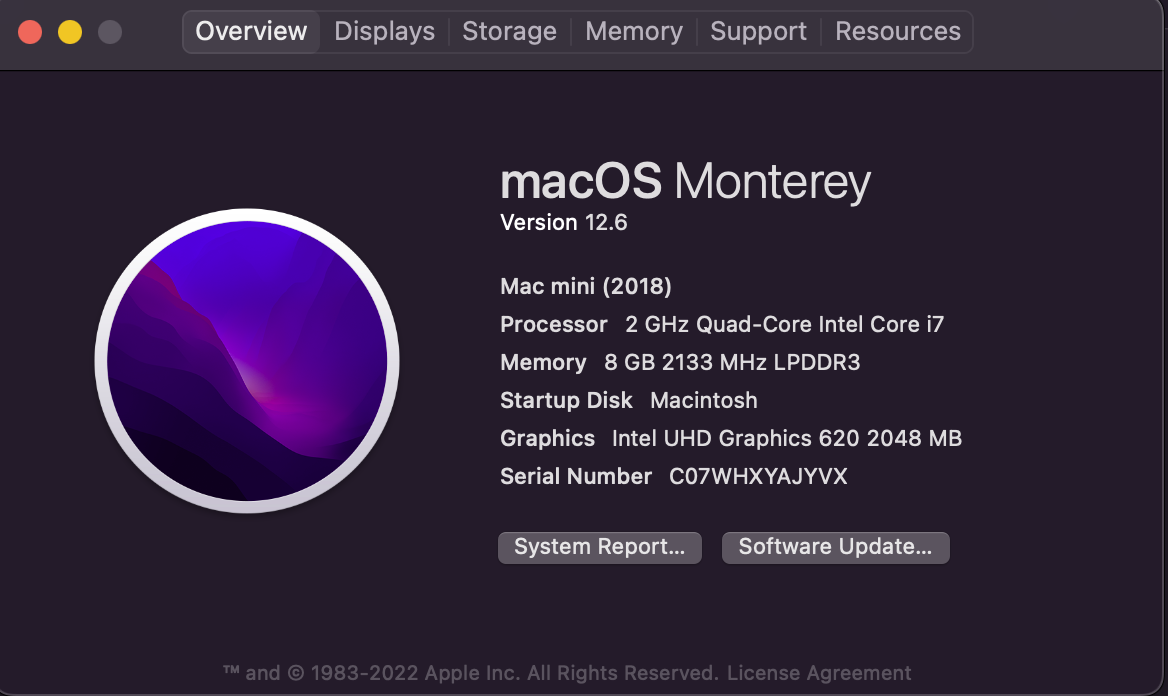 Overview Displays Storage Memory Support Resources
macOS Monterey
Version 12.6
Mac mini (2018)
Processor 2 GHz Quad-Core Intel Core i7
Memory 8 GB 2133 MHz LPDDR3
Startup Disk Macintosh
Graphics Intel UHD Graphics 620 2048 MB
Serial Number C07WHXYAJYVX
System Report... Software Update...
™ and © 1983-2022 Apple Inc. All Rights Reserved. License Agreement